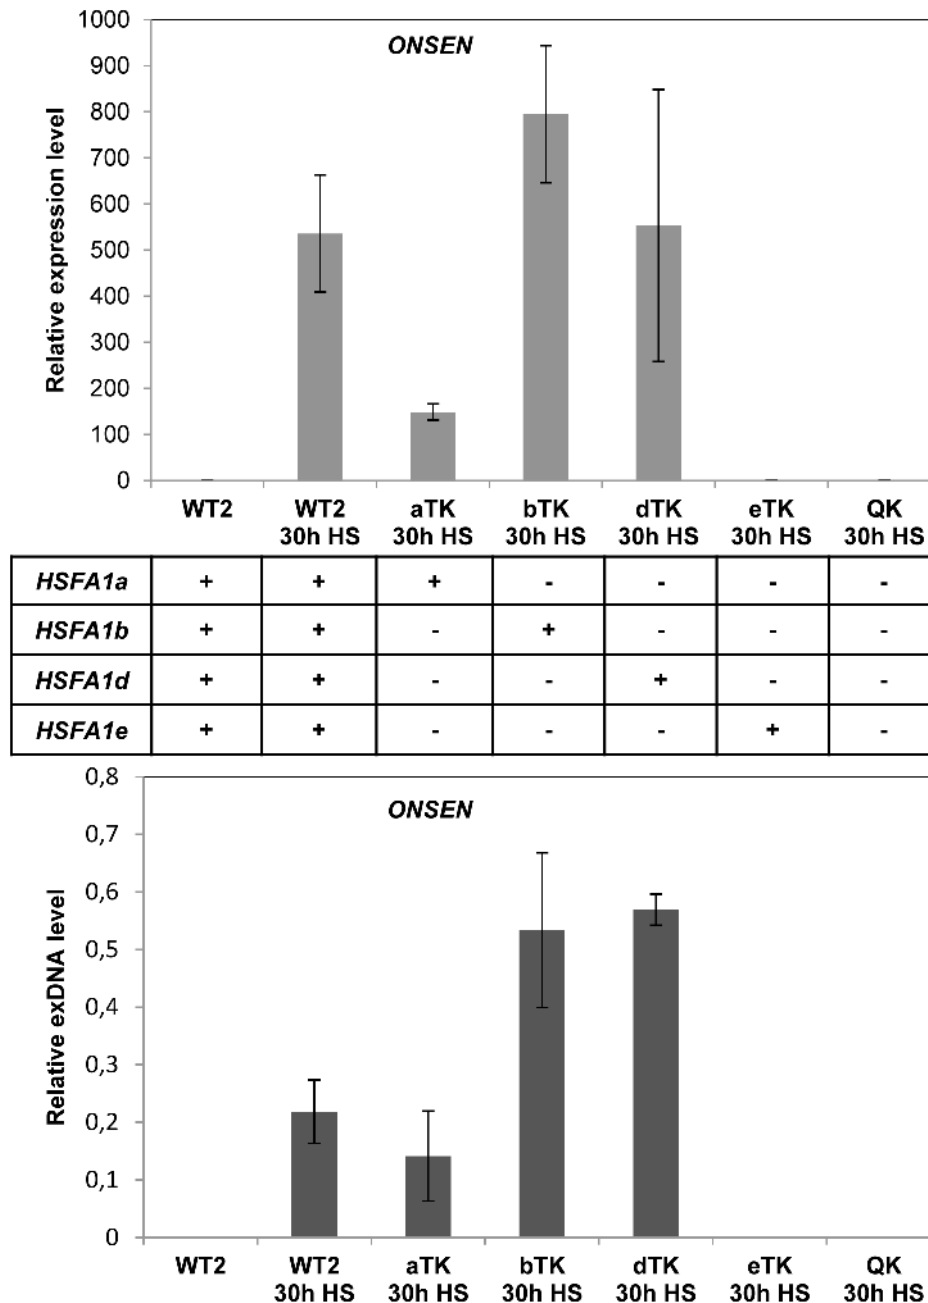 ONSEN
Relative expression level
1000
900
800
700
600
500
400
300
200
100
0
WT2 WT2 aTK bTK dTK eTK QK
30h HS 30h HS 30h HS 30h HS 30h HS 30h HS
HSFA1a + + + - - - -
HSFA1b + + - + - - -
HSFA1d + + - - + - -
HSFA1e + + - - - + -
ONSEN
Relative exDNA level
0,8
0,7
0,6
0,5
0,4
0,3
0,2
0,1
0
WT2 WT2 aTK bTK dTK eTK QK
30h HS 30h HS 30h HS 30h HS 30h HS 30h HS